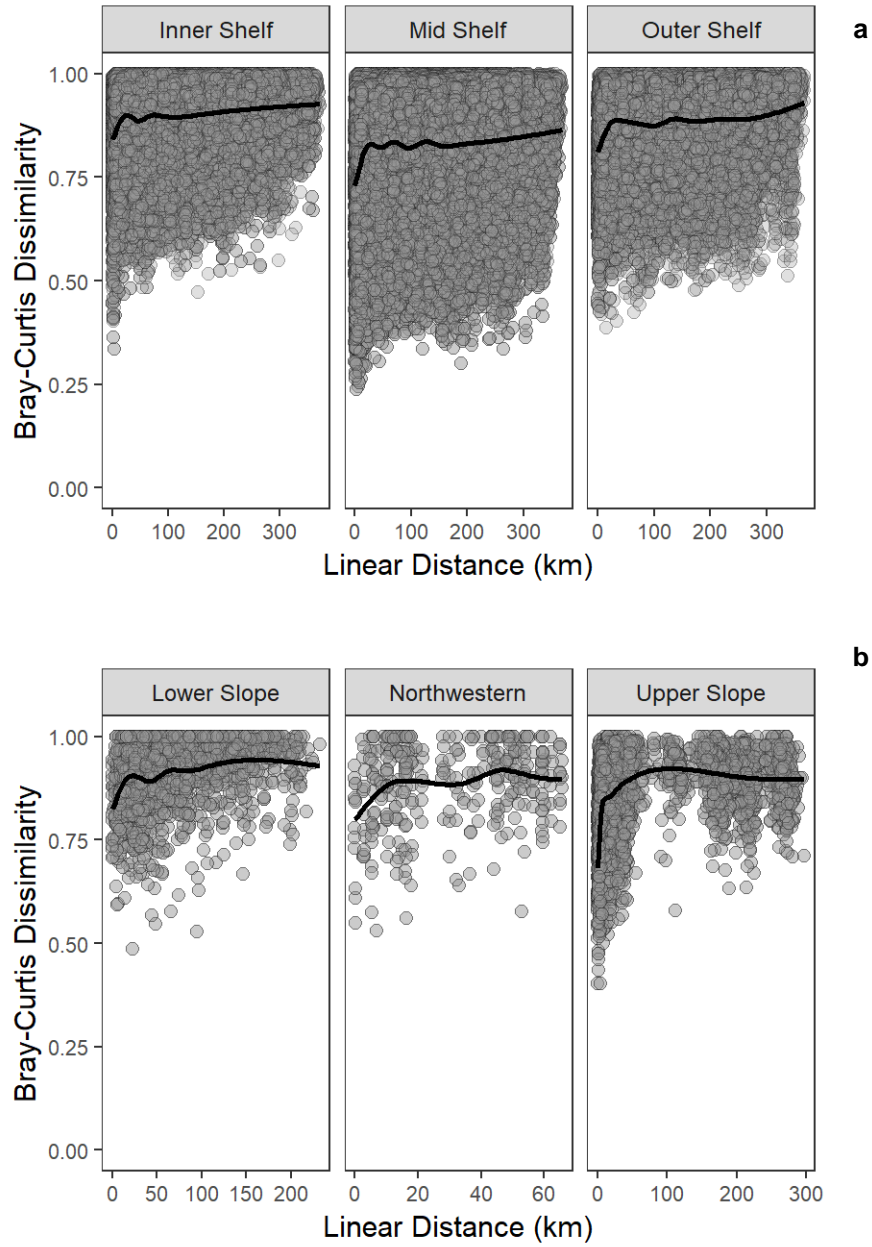 a
Inner Shelf Mid Shelf Outer Shelf
Bray-Curtis Dissimilarity
1.00
0.75
0.50
0.25
0.00
0 100 200 300 0 100 200 300 0 100 200 300
Linear Distance (km)
b
Lower Slope Northwestern Upper Slope
Bray-Curtis Dissimilarity
1.00
0.75
0.50
0.25
0.00
0 50 100 150 200 0 20 40 60 0 100 200 300
Linear Distance (km)